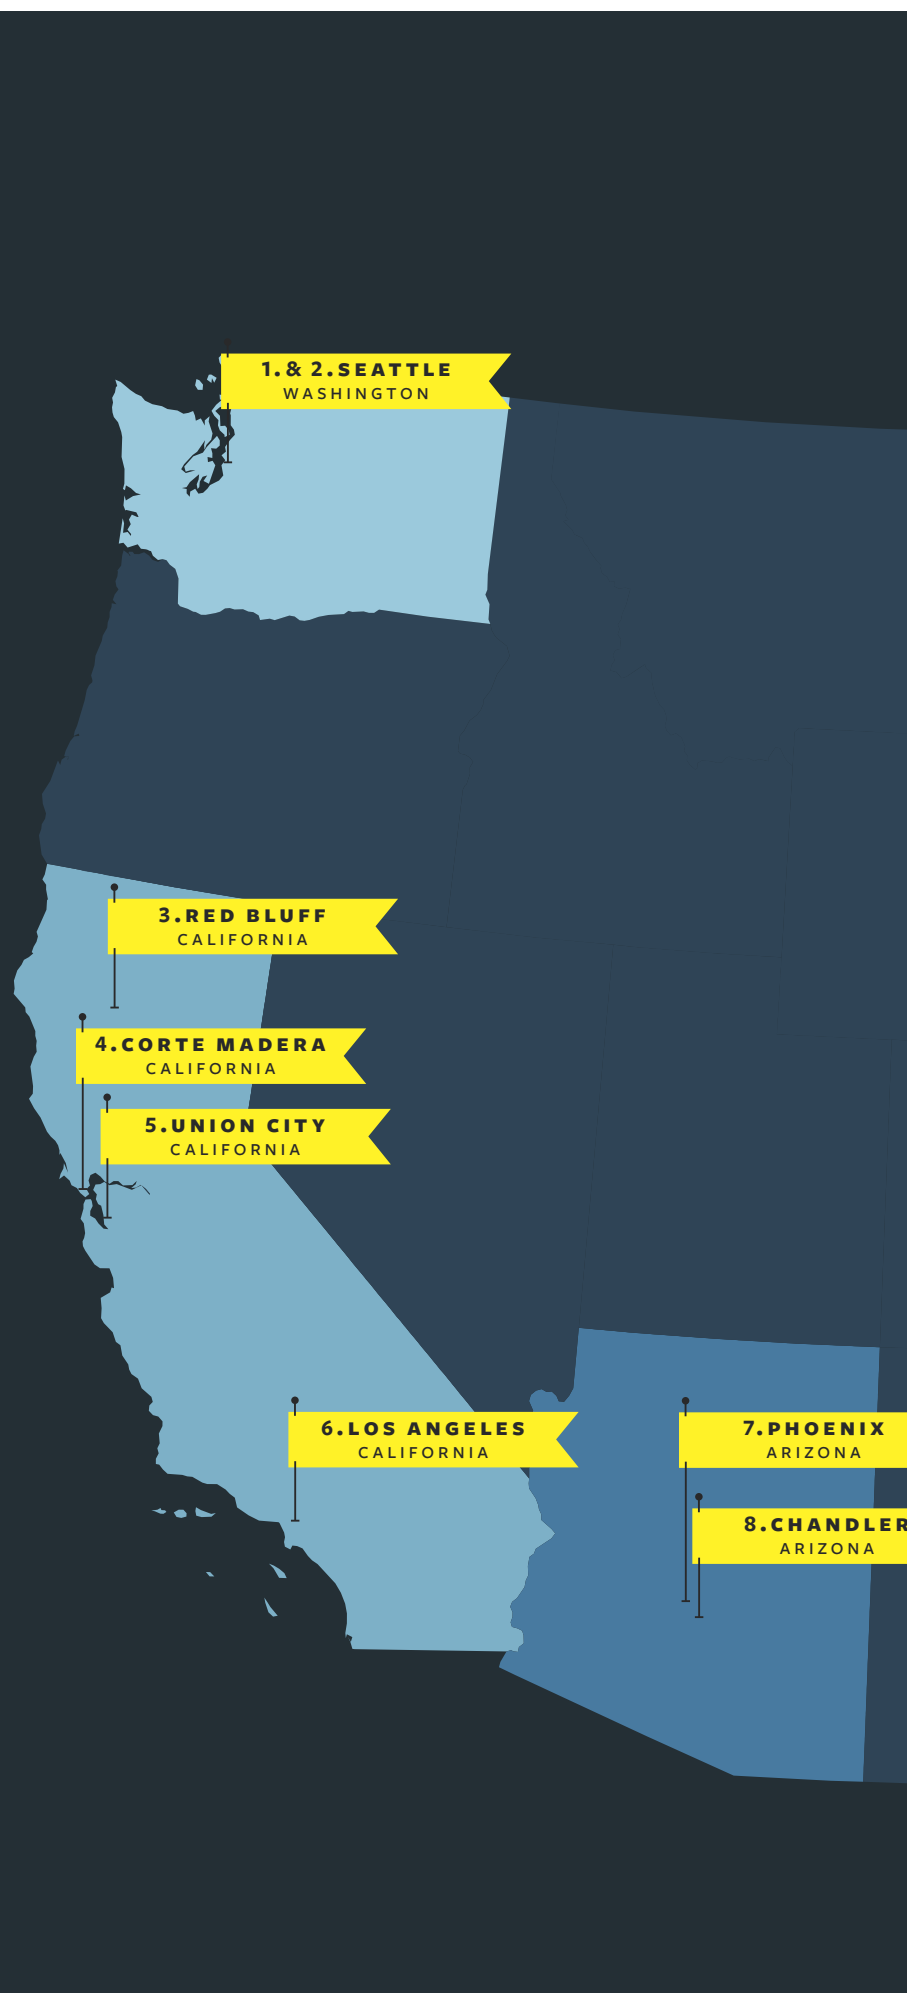 1.& 2.SEATTLE
WASHINGTON
3.RED BLUFF
CALIFORNIA
4.CORTE MADERA
CALIFORNIA
5.UNION CITY
CALIFORNIA
6.LOS ANGELES
CALIFORNIA
7.PHOENIX
ARIZONA
8.CHANDLER
ARIZONA